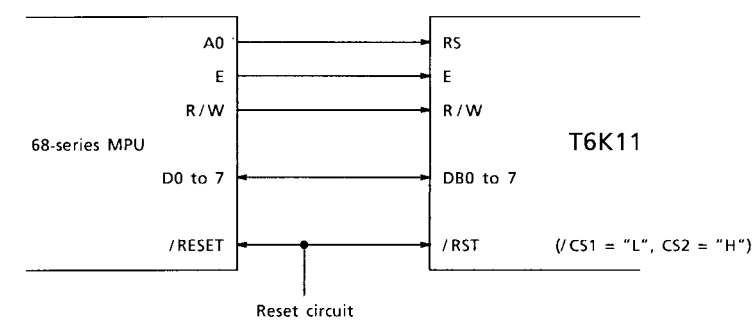 A0 RS
E E
R/W R/W
68-series MPU T6K11
D0 to 7 DB0 to 7
/RESET /RST (/CS1 = "L", CS2 = "H")
Reset circuit